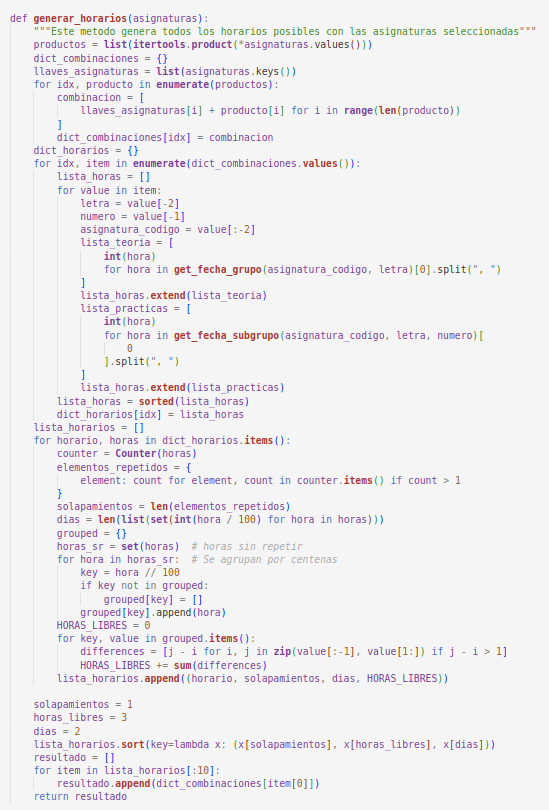 def generar_horarios(asignaturas):
    """Este metodo genera todos los horarios posibles con las asignaturas seleccionadas"""
    productos = list(itertools.product(*asignaturas.values()))
    dict_combinaciones = {}
    llaves_asignaturas = list(asignaturas.keys())
    for idx, producto in enumerate(productos):
        combinacion = [
            llaves_asignaturas[i] + producto[i] for i in range(len(producto))
        ]
        dict_combinaciones[idx] = combinacion
    dict_horarios = {}
    for idx, item in enumerate(dict_combinaciones.values()):
        lista_horas = []
        for value in item:
            letra = value[-2]
            numero = value[-1]
            asignatura_codigo = value[:-2]
            lista_teoria = [
                int(hora)
                for hora in get_fecha_grupo(asignatura_codigo, letra)[0].split(", ")
            ]
            lista_horas.extend(lista_teoria)
            lista_practicas = [
                int(hora)
                for hora in get_fecha_subgrupo(asignatura_codigo, letra, numero)[
                    0
                ].split(", ")
            ]
            lista_horas.extend(lista_practicas)
        lista_horas = sorted(lista_horas)
        dict_horarios[idx] = lista_horas
    lista_horarios = []
    for horario, horas in dict_horarios.items():
        counter = Counter(horas)
        elementos_repetidos = {
            element: count for element, count in counter.items() if count > 1
        }
        solapamientos = len(elementos_repetidos)
        dias = len(list(set(int(hora / 100) for hora in horas)))
        grouped = {}
        horas_sr = set(horas)  # horas sin repetir
        for hora in horas_sr:  # Se agrupan por centenas
            key = hora // 100
            if key not in grouped:
                grouped[key] = []
            grouped[key].append(hora)
        HORAS_LIBRES = 0
        for key, value in grouped.items():
            differences = [j - i for i, j in zip(value[:-1], value[1:]) if j - i > 1]
            HORAS_LIBRES += sum(differences)
        lista_horarios.append((horario, solapamientos, dias, HORAS_LIBRES))

    solapamientos = 1
    horas_libres = 3
    dias = 2
    lista_horarios.sort(key=lambda x: (x[solapamientos], x[horas_libres], x[dias]))
    resultado = []
    for item in lista_horarios[:10]:
        resultado.append(dict_combinaciones[item[0]])
    return resultado